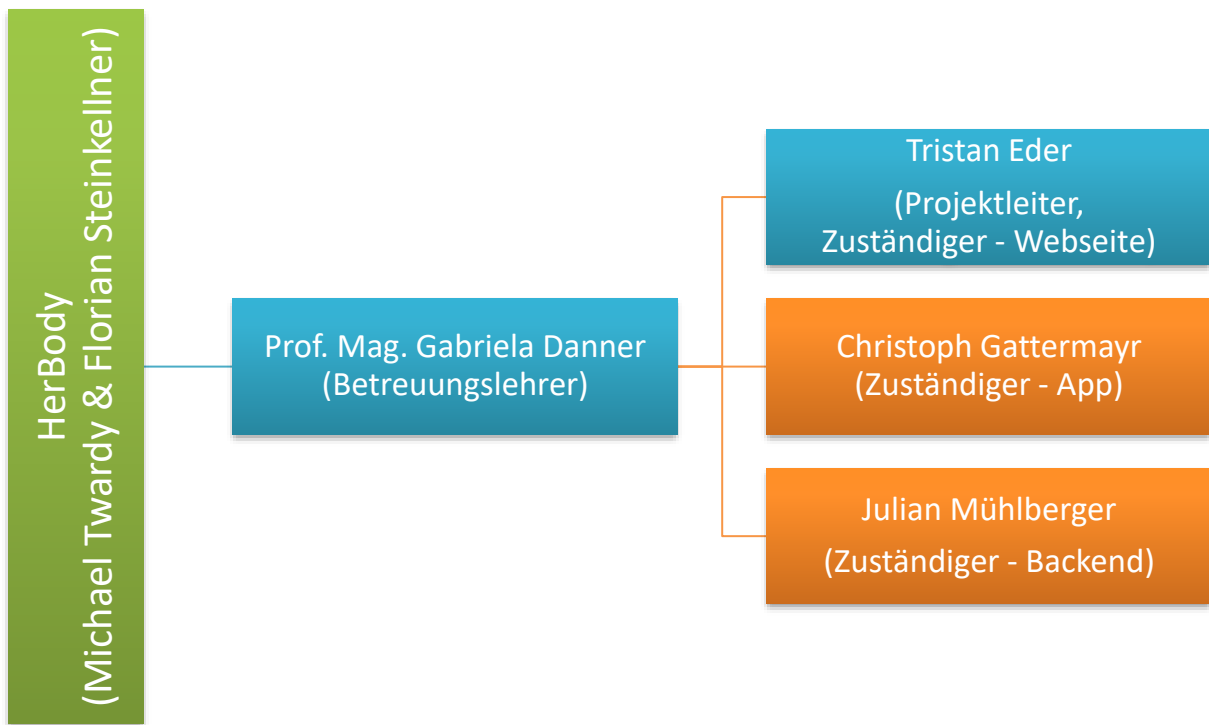 HerBody
(Michael Twardy & Florian Steinkellner)
Prof. Mag. Gabriela Danner
(Betreuungslehrer)
Tristan Eder
(Projektleiter,
Zuständiger - Webseite)
Christoph Gattermayr
(Zuständiger - App)
Julian Mühlberger
(Zuständiger - Backend)